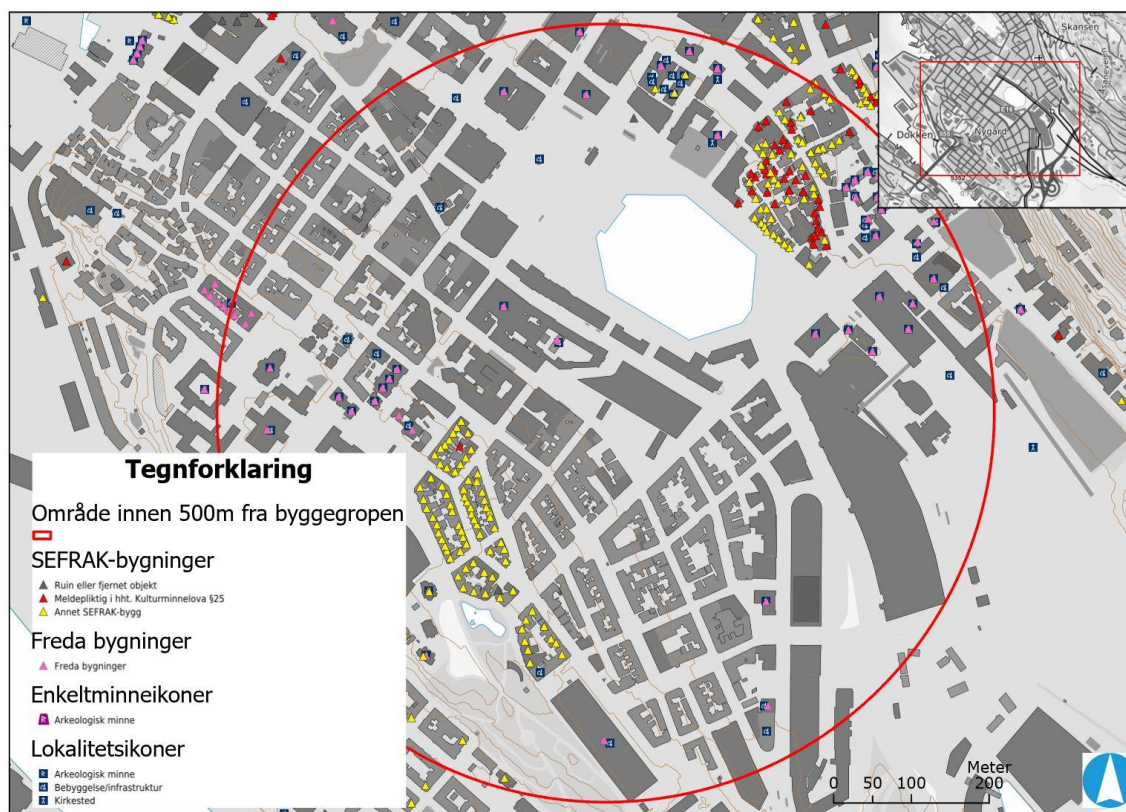 Skansen
Dokken
Nygård
Tegnforklaring
Område innen 500m fra byggegropen
SEFRAK-bygninger
Ruin eller fjernet objekt
Meldepliktig i hht. Kulturminnelova §25
Annet SEFRAK-bygg
Freda bygninger
Freda bygninger
Enkeltminneikoner
Arkeologisk minne
Lokalitetsikoner
Arkeologisk minne
Bebyggelse/infrastruktur
Kirkested
Meter
0 50 100 200